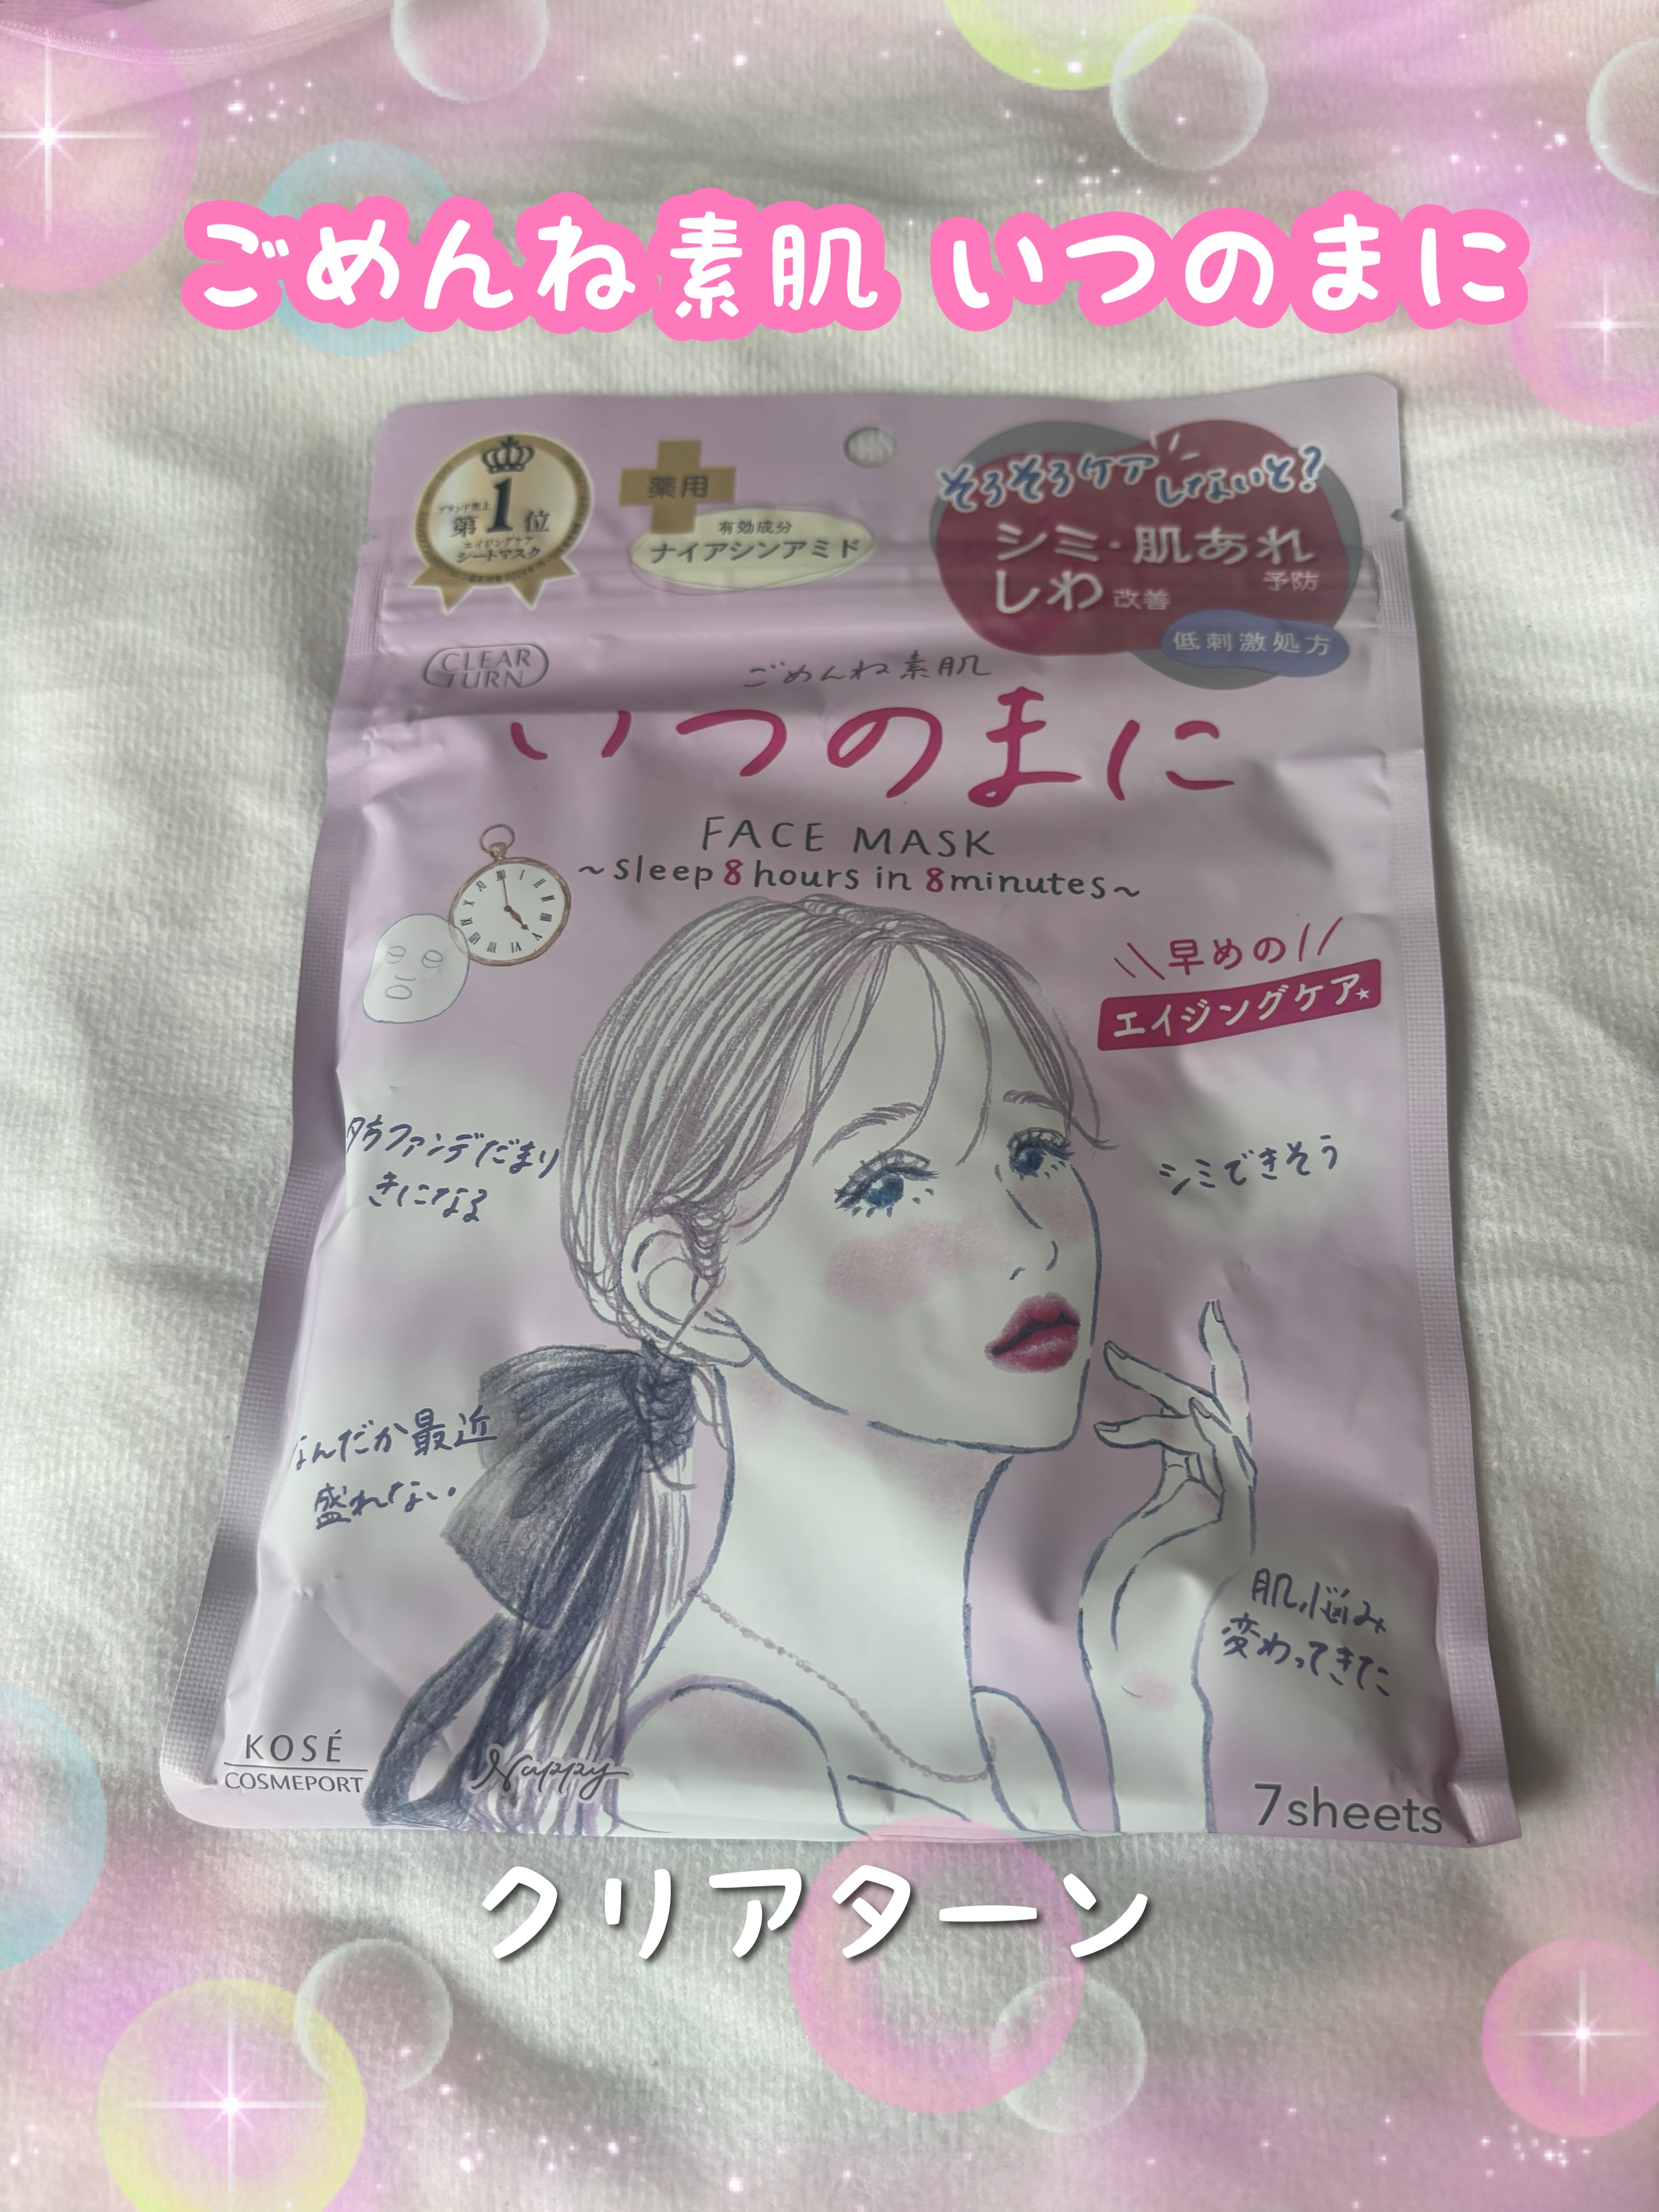 ごめんね素肌 いつのまに
ブランド売上
第1位
エイジングケア
シートマスク
薬用
有効成分
ナイアシンアミド
そろそろケアしないと?
シミ・肌あれ
予防
しわ改善
低刺激処方
CLEAR
TURN
ごめんね素肌
いつのまに
FACE MASK
~sleep 8 hours in 8minutes~
早めの
エイジングケア
夕方ファンデだまり
きになる
シミできそう
なんだか最近
盛れない
肌悩み
変わってきた
KOSÉ
COSMEPORT
Nappy
7sheets
クリアターン